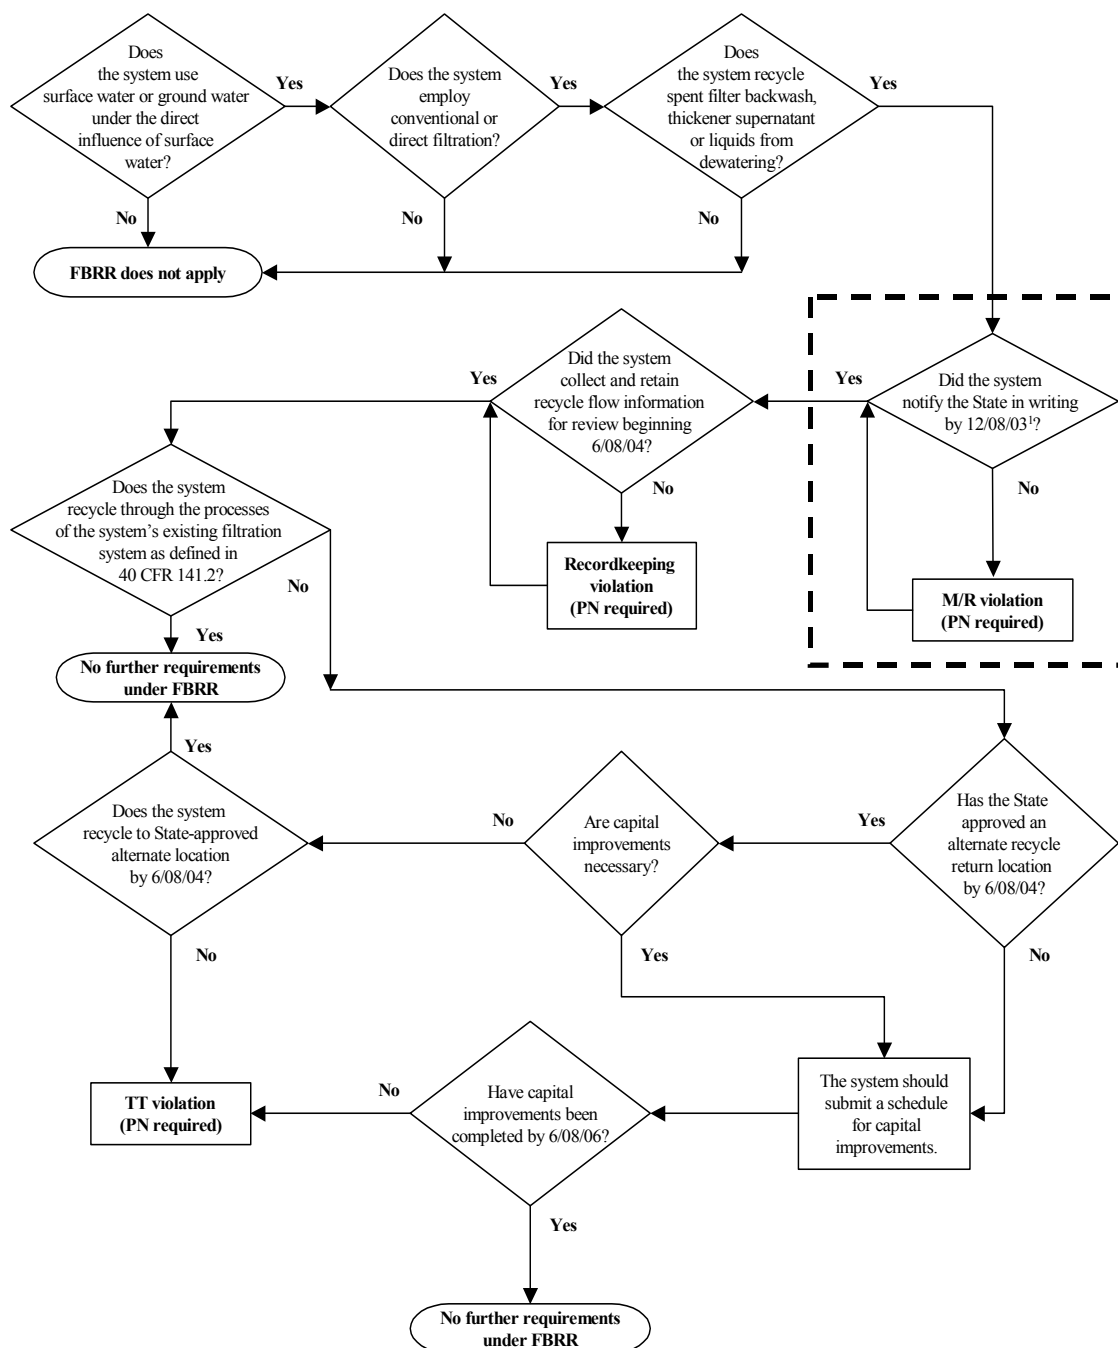 Does
the system use
surface water or ground water
under the direct
influence of surface
water?
Yes
Does the system
employ
conventional or
direct filtration?
Yes
Does
the system recycle
spent filter backwash,
thickener supernatant
or liquids from
dewatering?
Yes
No
No
No
FBRR does not apply
Did the system
notify the State in writing
by 12/08/03¹?
Yes
No
M/R violation
(PN required)
Did the system
collect and retain
recycle flow information
for review beginning
6/08/04?
Yes
No
Recordkeeping
violation
(PN required)
Does the system
recycle through the processes
of the system's existing filtration
system as defined in
40 CFR 141.2?
No
Yes
No further requirements
under FBRR
Yes
Does the system
recycle to State-approved
alternate location
by 6/08/04?
No
Are capital
improvements
necessary?
Yes
Has the State
approved an
alternate recycle
return location
by 6/08/04?
No
Yes
No
TT violation
(PN required)
No
Have capital
improvements been
completed by 6/08/06?
The system should
submit a schedule
for capital
improvements.
Yes
No further requirements
under FBRR